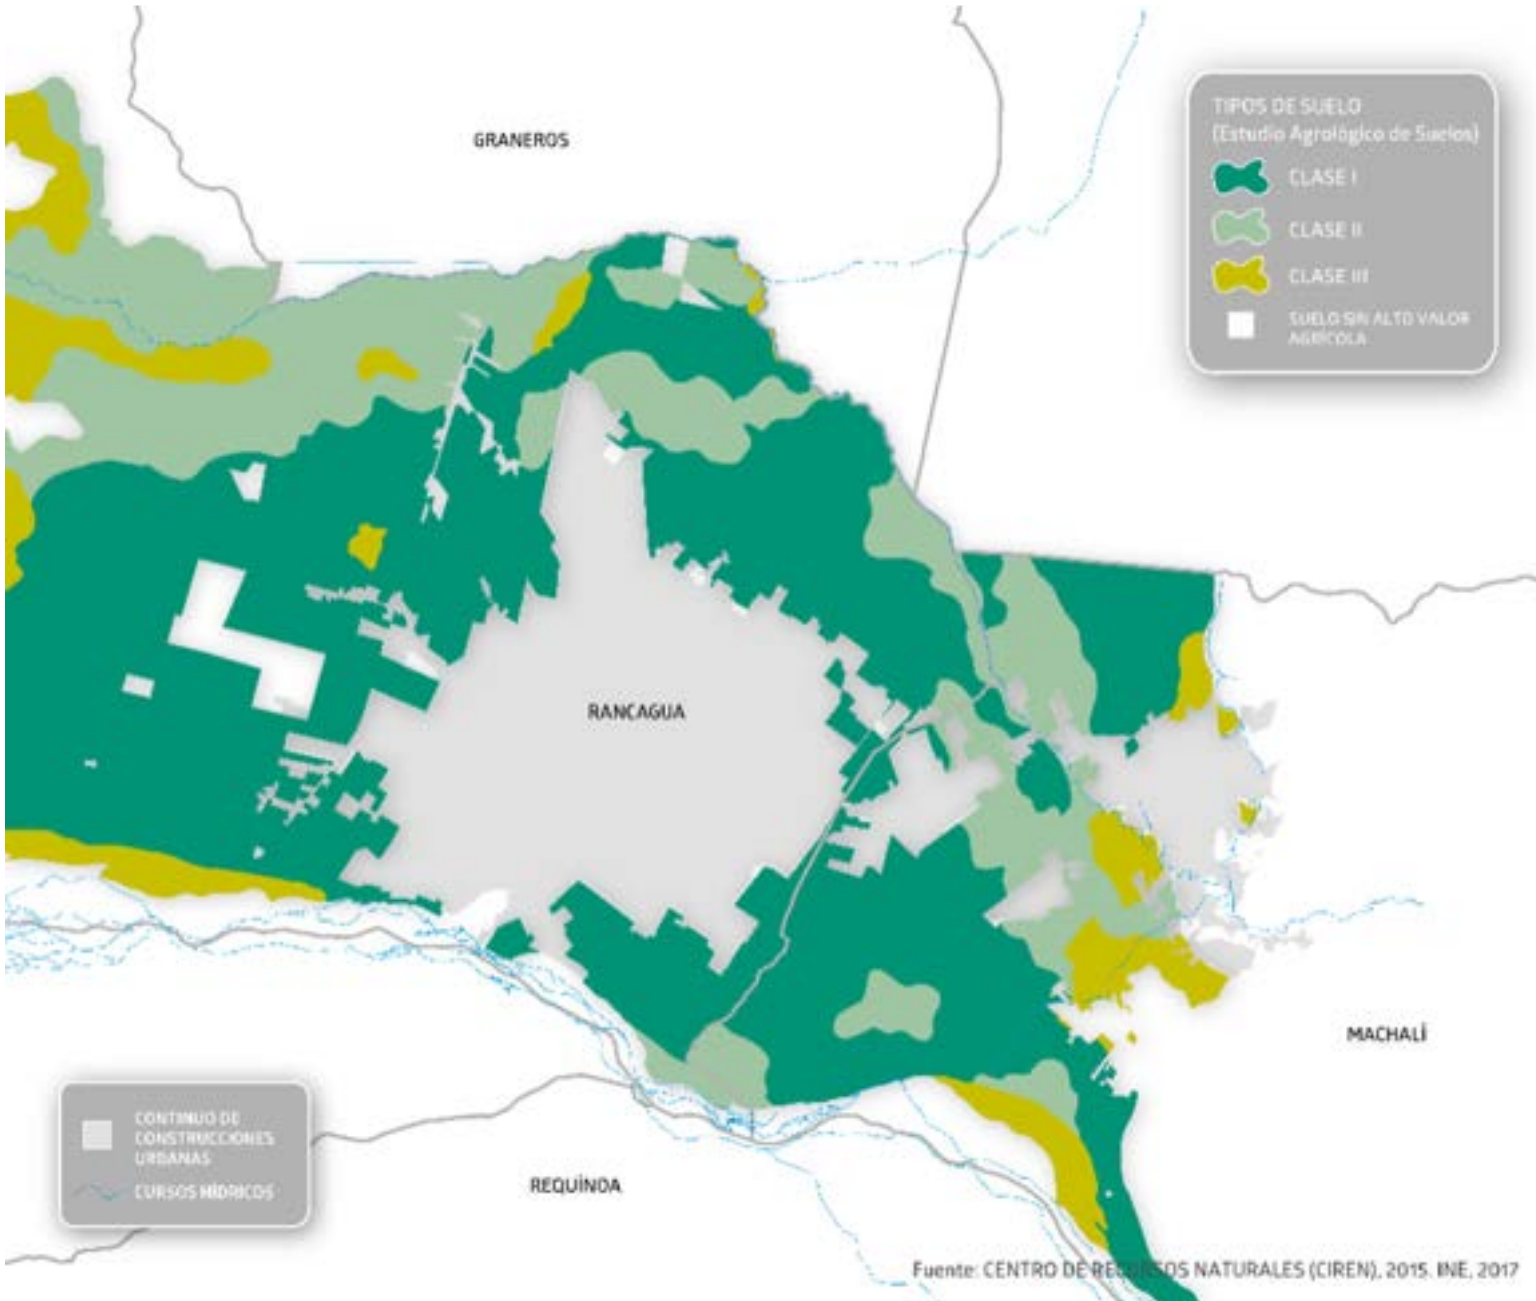 GRANEROS
TIPOS DE SUELO
(Estudio Agrológico de Suelos)
CLASE I
CLASE II
CLASE III
SUELO SIN ALTO VALOR
AGRÍCOLA
RANCAGUA
MACHALÍ
CONTINUO DE
CONSTRUCCIONES
URBANAS
CURSOS HÍDRICOS
REQUÍNOA
Fuente: CENTRO DE RECURSOS NATURALES (CIREN), 2015. INE, 2017